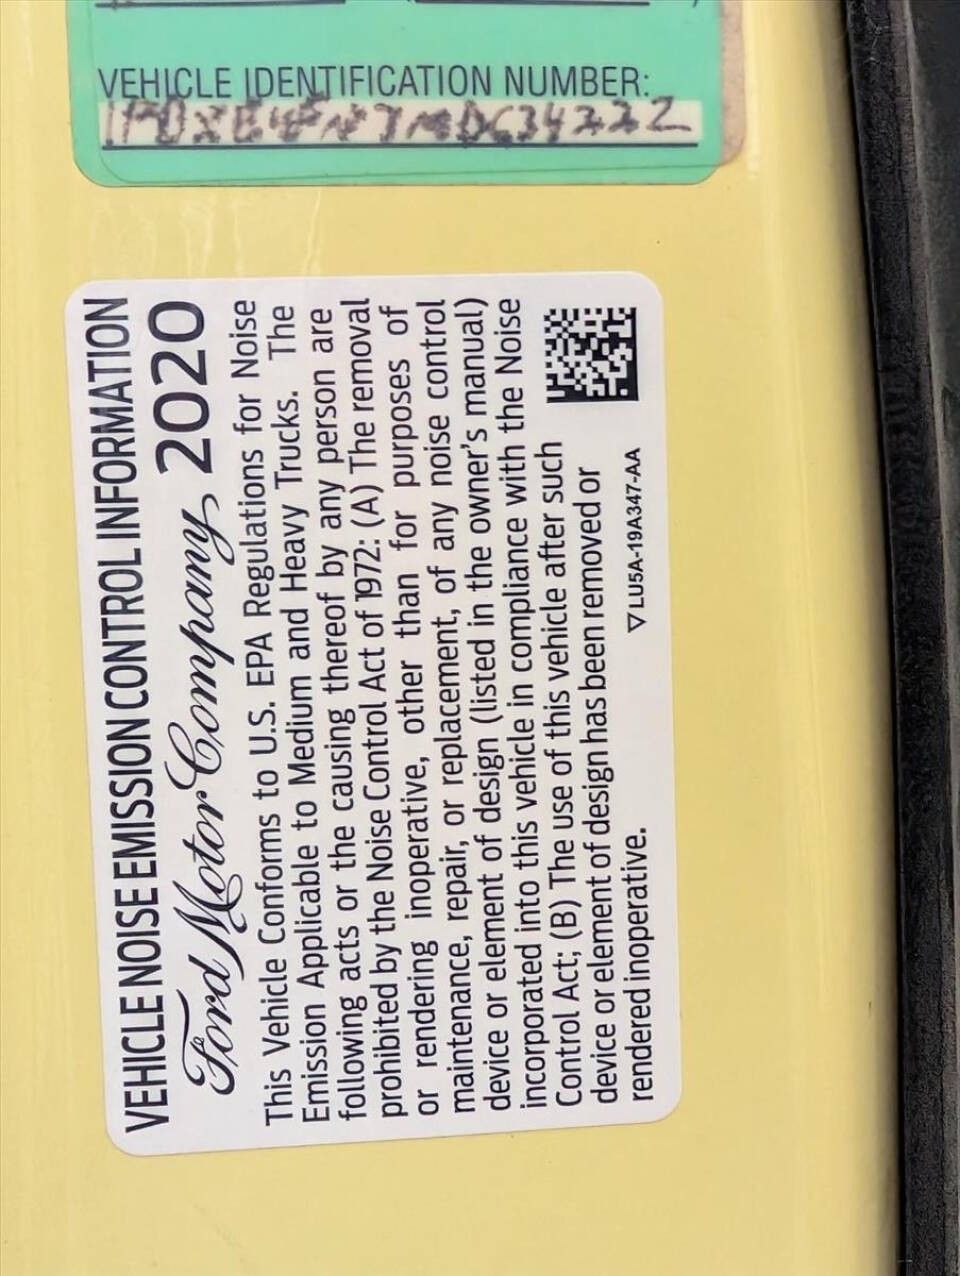 VEHICLE IDENTIFICATION NUMBER:
VEHICLE NOISE EMISSION CONTROL INFORMATION
Ford Motor Company, 2020
This Vehicle Conforms to U.S. EPA Regulations for Noise
Emission Applicable to Medium and Heavy Trucks. The
following acts or the causing thereof by any person are
prohibited by the Noise Control Act of 1972: (A) The removal
or rendering inoperative, other than for purposes of
maintenance, repair, or replacement, of any noise control
device or element of design (listed in the owner's manual)
incorporated into this vehicle in compliance with the Noise
Control Act; (B) The use of this vehicle after such
device or element of design has been removed or
rendered inoperative.
▽LU5A-19A347-AA